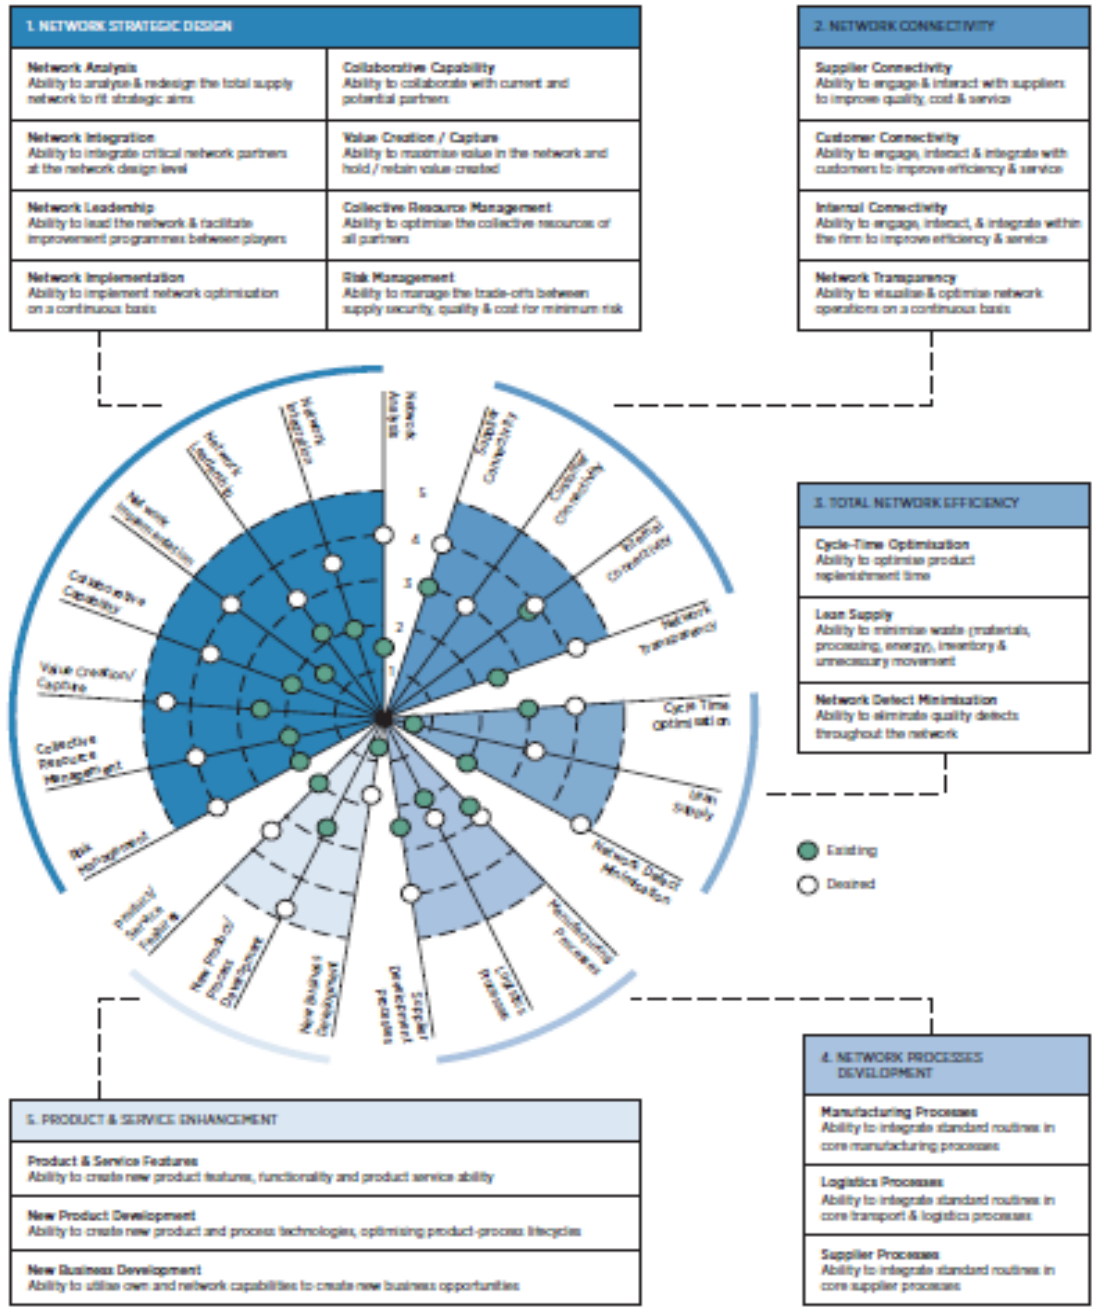 1. NETWORK STRATEGIC DESIGN
Network Analysis
Ability to analyse & redesign the total supply
network to fit strategic aims
Collaborative Capability
Ability to collaborate with current and
potential partners
Network Integration
Ability to integrate critical network partners
at the network design level
Value Creation / Capture
Ability to maximise value in the network and
hold / retain value created
Network Leadership
Ability to lead the network & facilitate
improvement programmes between players
Collective Resource Management
Ability to optimise the collective resources of
all partners
Network Implementation
Ability to implement network optimisation
on a continuous basis
Risk Management
Ability to manage the trade-offs between
supply security, quality & cost for minimum risk
2. NETWORK CONNECTIVITY
Supplier Connectivity
Ability to engage & interact with suppliers
to improve quality, cost & service
Customer Connectivity
Ability to engage, interact & integrate with
customers to improve efficiency & service
Internal Connectivity
Ability to engage, interact, & integrate within
the firm to improve efficiency & service
Network Transparency
Ability to visualise & optimise network
operations on a continuous basis
Network
Analysis
Network
Integration
Network
Leadership
Network
Implementation
Collaborative
Capability
Value Creation/
Capture
Collective
Resource
Management
Risk
Management
5
4
3
2
1
Supplier
Connectivity
Customer
Connectivity
Internal
Connectivity
Network
Transparency
Cycle Time
Optimisation
Lean
Supply
Network Defect
Minimisation
Manufacturing
Processes
Logistics
Processes
Supplier
Development
Processes
New Business
Development
New Product/
Process
Development
Product/
Service
Features
3. TOTAL NETWORK EFFICIENCY
Cycle-Time Optimisation
Ability to optimise product
replenishment time
Lean Supply
Ability to minimise waste (materials,
processing, energy), inventory &
unnecessary movement
Network Defect Minimisation
Ability to eliminate quality defects
throughout the network
Existing
Desired
4. NETWORK PROCESSES
DEVELOPMENT
Manufacturing Processes
Ability to integrate standard routines in
core manufacturing processes
Logistics Processes
Ability to integrate standard routines in
core transport & logistics processes
Supplier Processes
Ability to integrate standard routines in
core supplier processes
5. PRODUCT & SERVICE ENHANCEMENT
Product & Service Features
Ability to create new product features, functionality and product service ability
New Product Development
Ability to create new product and process technologies, optimising product-process lifecycles
New Business Development
Ability to utilise own and network capabilities to create new business opportunities